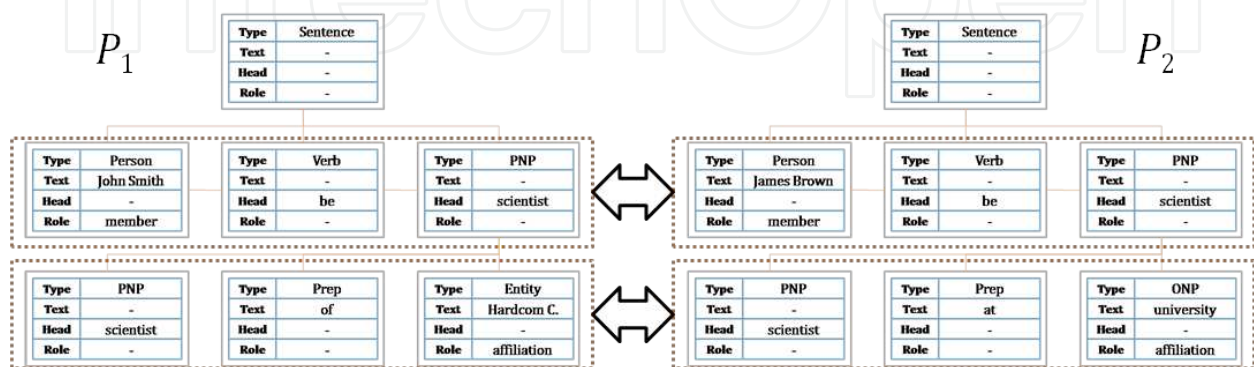 P1
Type Sentence
Text -
Head -
Role -
Type Sentence
Text -
Head -
Role -
P2
Type Person
Text John Smith
Head -
Role member
Type Verb
Text -
Head be
Role -
Type PNP
Text -
Head scientist
Role -
Type Person
Text James Brown
Head -
Role member
Type Verb
Text -
Head be
Role -
Type PNP
Text -
Head scientist
Role -
Type PNP
Text -
Head scientist
Role -
Type Prep
Text of
Head -
Role -
Type Entity
Text Hardcom C.
Head -
Role affiliation
Type PNP
Text -
Head scientist
Role -
Type Prep
Text at
Head -
Role -
Type ONP
Text university
Head -
Role affiliation